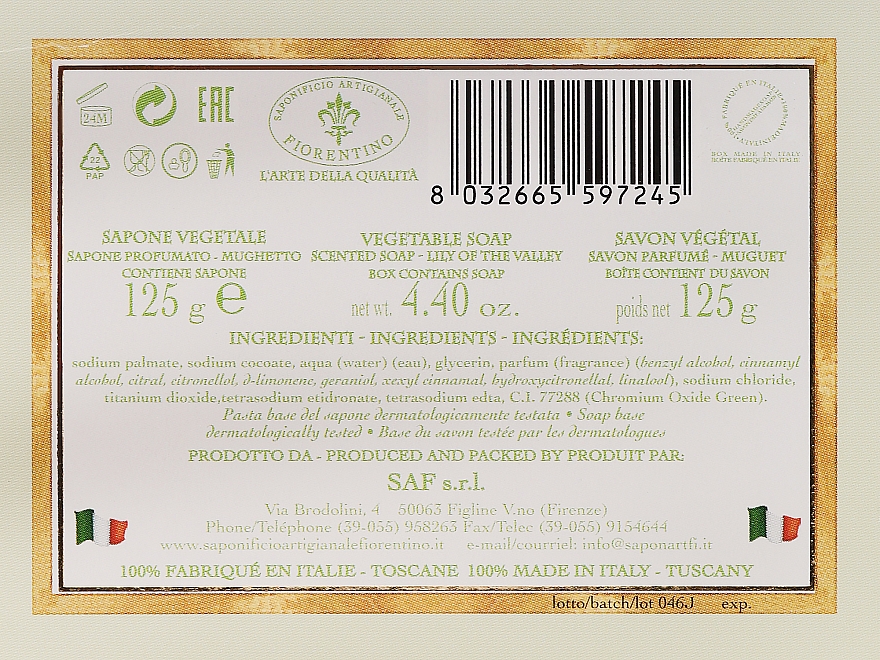 24M
EAC
22
PAP
SAPONIFICIO ARTIGIANALE
FIORENTINO
L'ARTE DELLA QUALITÀ
8 032665 597245
BOX MADE IN ITALY
BOÎTE FABRIQUÉ EN ITALIE
SAPONE VEGETALE
SAPONE PROFUMATO - MUGHETTO
CONTIENE SAPONE
125 g e
VEGETABLE SOAP
SCENTED SOAP - LILY OF THE VALLEY
BOX CONTAINS SOAP
net wt. 4.40 oz.
SAVON VÉGÉTAL
SAVON PARFUMÉ - MUGUET
BOÎTE CONTIENT DU SAVON
poids net 125 g
INGREDIENTI - INGREDIENTS - INGRÉDIENTS:
sodium palmate, sodium cocoate, aqua (water) (eau), glycerin, parfum (fragrance) (benzyl alcohol, cinnamyl
alcohol, citral, citronellol, d-limonene, geraniol, xexyl cinnamal, hydroxycitronellal, linalool), sodium chloride,
titanium dioxide,tetrasodium etidronate, tetrasodium edta, C.I. 77288 (Chromium Oxide Green).
Pasta base del sapone dermatologicamente testata • Soap base
dermatologically tested • Base du savon testée par les dermatologues
PRODOTTO DA - PRODUCED AND PACKED BY PRODUIT PAR:
SAF s.r.l.
Via Brodolini, 4 50063 Figline V.no (Firenze)
Phone/Teléphone (39-055) 958263 Fax/Telec (39-055) 9154644
www.saponificioartigianalefiorentino.it e-mail/courriel: info@saponartfi.it
100% FABRIQUÉ EN ITALIE - TOSCANE 100% MADE IN ITALY - TUSCANY
lotto/batch/lot 046J exp.